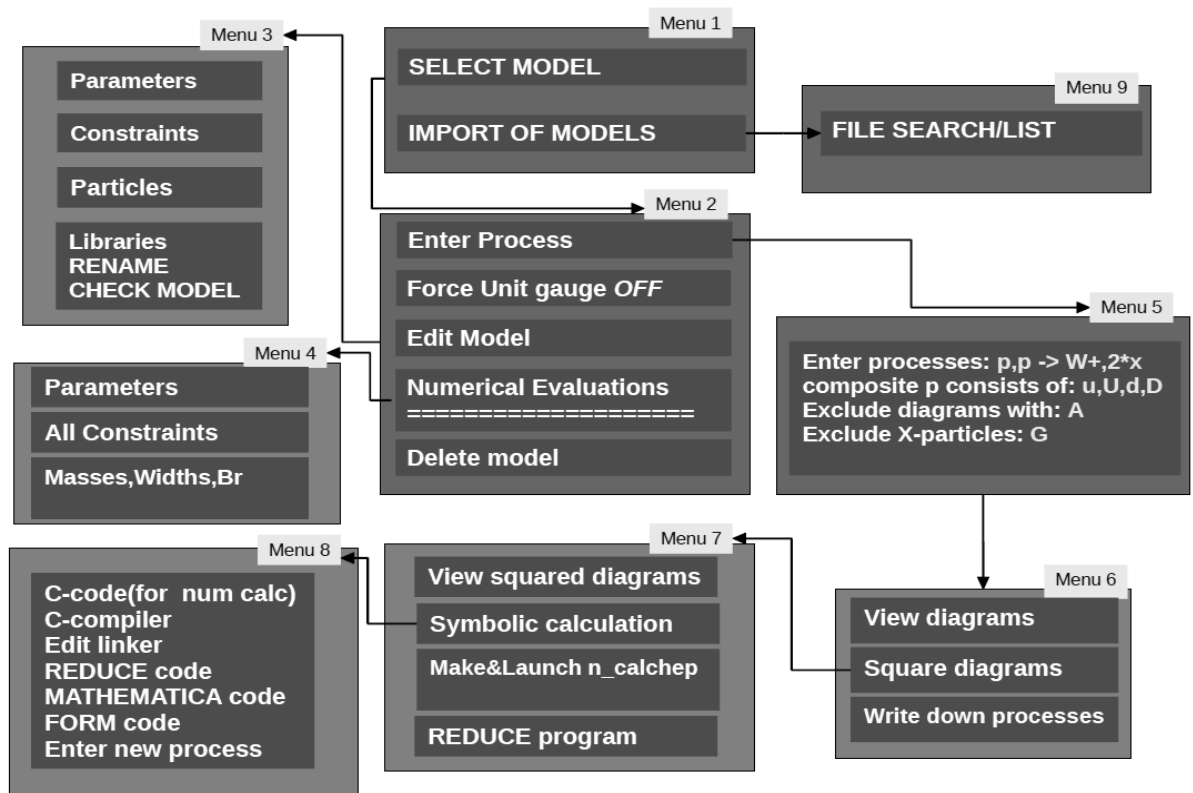 Menu 1
SELECT MODEL
IMPORT OF MODELS
Menu 9
FILE SEARCH/LIST
Menu 3
Parameters
Constraints
Particles
Libraries
RENAME
CHECK MODEL
Menu 2
Enter Process
Force Unit gauge OFF
Edit Model
Numerical Evaluations
====================
Delete model
Menu 4
Parameters
All Constraints
Masses,Widths,Br
Menu 5
Enter processes: p,p -> W+,2*x
composite p consists of: u,U,d,D
Exclude diagrams with: A
Exclude X-particles: G
Menu 6
View diagrams
Square diagrams
Write down processes
Menu 7
View squared diagrams
Symbolic calculation
Make&Launch n_calchep
REDUCE program
Menu 8
C-code(for num calc)
C-compiler
Edit linker
REDUCE code
MATHEMATICA code
FORM code
Enter new process